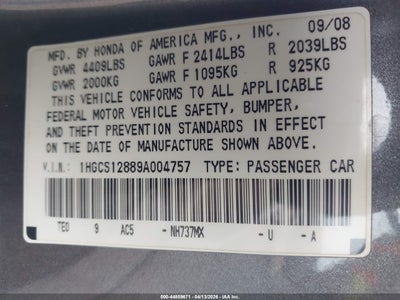 MFD. BY HONDA OF AMERICA MFG., INC. 09/08
GVWR 4409LBS GAWR F 2414LBS R 2039LBS
GVWR 2000KG GAWR F 1095KG R 925KG
THIS VEHICLE CONFORMS TO ALL APPLICABLE
FEDERAL MOTOR VEHICLE SAFETY, BUMPER,
AND THEFT PREVENTION STANDARDS IN EFFECT
ON THE DATE OF MANUFACTURE SHOWN ABOVE.
V.I.N.: 1HGCS12889A004757 TYPE: PASSENGER CAR
TE0 9 AC5 -NH737MX -U -A
000-44859671 - 04/13/2026 - IAA Inc.